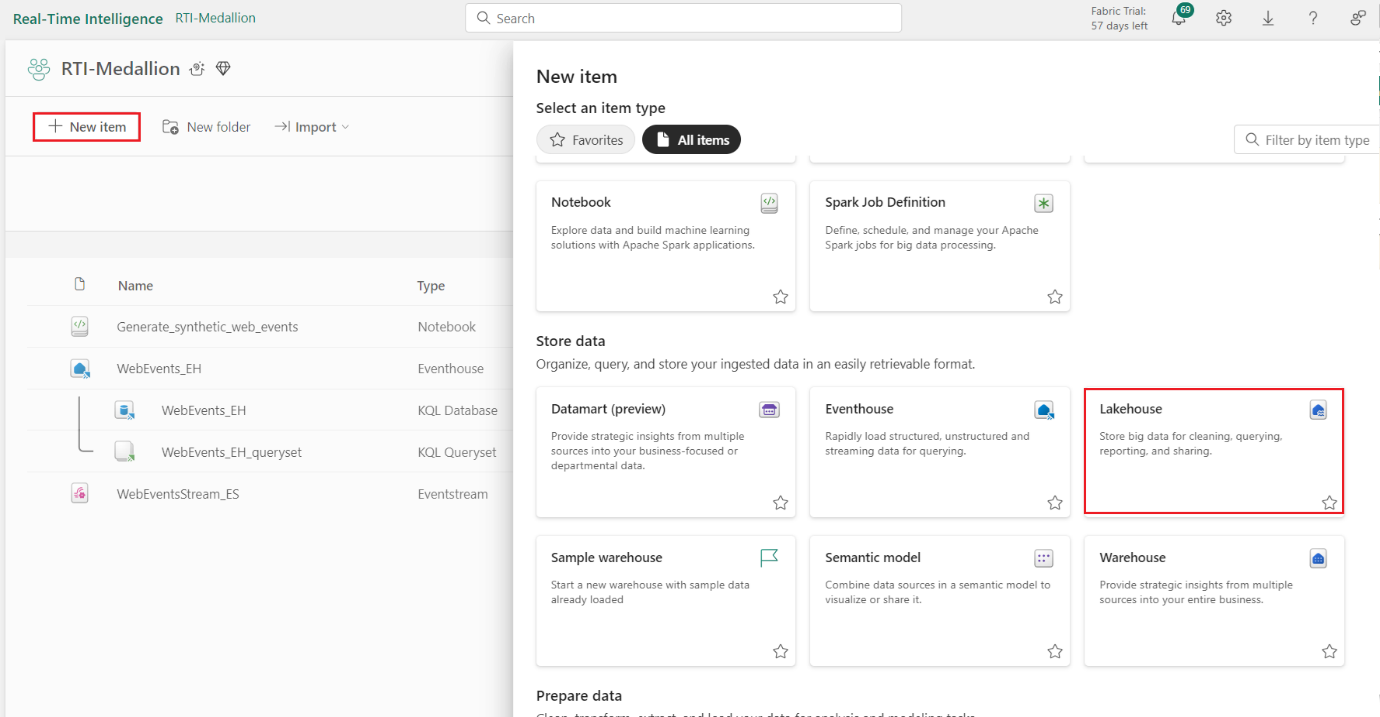 Real-Time Intelligence RTI-Medallion
Search
Fabric Trial:
57 days left
69
RTI-Medallion
New item
New folder
Import
Name Type
Generate_synthetic_web_events Notebook
WebEvents_EH Eventhouse
WebEvents_EH KQL Database
WebEvents_EH_queryset KQL Queryset
WebEventsStream_ES Eventstream
New item
Select an item type
Favorites
All items
Filter by item type
Notebook
Explore data and build machine learning
solutions with Apache Spark applications.
Spark Job Definition
Define, schedule, and manage your Apache
Spark jobs for big data processing.
Store data
Organize, query, and store your ingested data in an easily retrievable format.
Datamart (preview)
Provide strategic insights from multiple
sources into your business-focused or
departmental data.
Eventhouse
Rapidly load structured, unstructured and
streaming data for querying.
Lakehouse
Store big data for cleaning, querying,
reporting, and sharing.
Sample warehouse
Start a new warehouse with sample data
already loaded
Semantic model
Combine data sources in a semantic model to
visualize or share it.
Warehouse
Provide strategic insights from multiple
sources into your entire business.
Prepare data